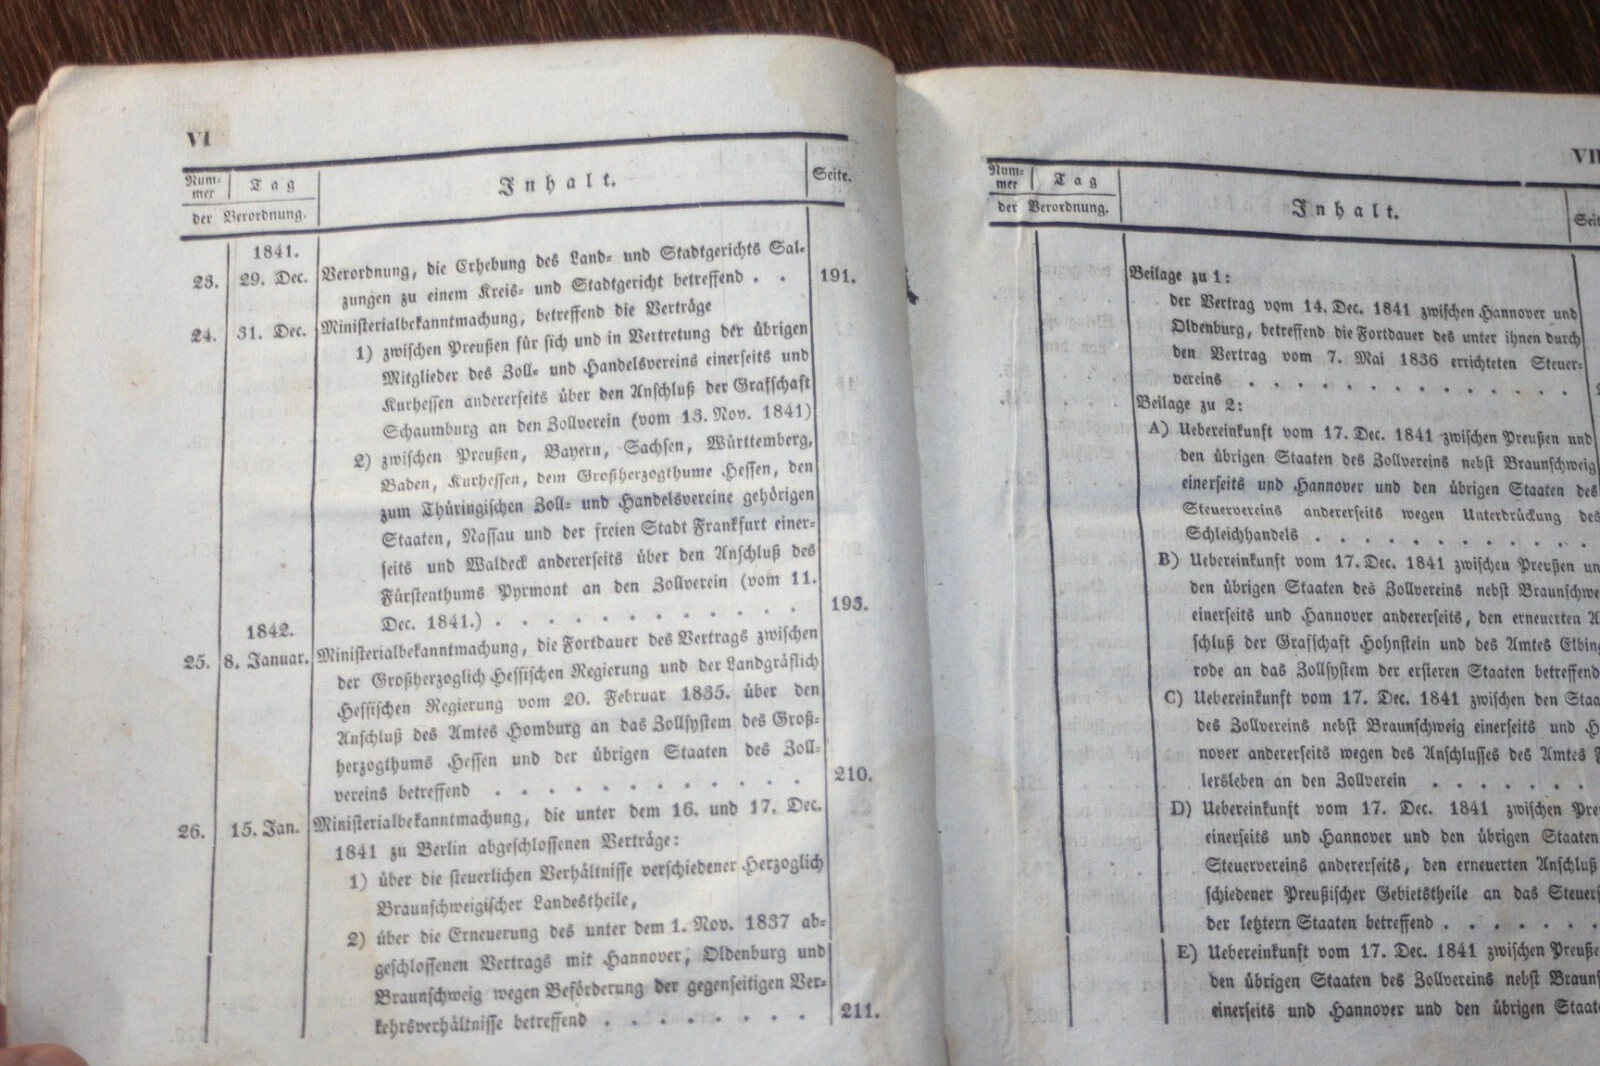 VI
Num- mer | Tag | Inhalt. | Seite.
der Verordnung.
1841.
23. 29. Dec. Verordnung, die Erhebung des Land- und Stadtgerichts Sal-
zungen zu einem Kreis- und Stadtgericht betreffend . . 191.
24. 31. Dec. Ministerialbekanntmachung, betreffend die Verträge
1) zwischen Preußen für sich und in Vertretung der übrigen
Mitglieder des Zoll- und Handelsvereins einerseits und
Kurhessen andererseits über den Anschluß der Grafschaft
Schaumburg an den Zollverein (vom 13. Nov. 1841)
2) zwischen Preußen, Bayern, Sachsen, Württemberg,
Baden, Kurhessen, dem Großherzogthume Hessen, den
zum Thüringischen Zoll- und Handelsvereine gehörigen
Staaten, Nassau und der freien Stadt Frankfurt einer-
seits und Waldeck andererseits über den Anschluß des
Fürstenthums Pyrmont an den Zollverein (vom 11.
Dec. 1841.) . . . . . . . . . . . 193.
1842.
25. 8. Januar. Ministerialbekanntmachung, die Fortdauer des Vertrags zwischen
der Großherzoglich Hessischen Regierung und der Landgräflich
Hessischen Regierung vom 20. Februar 1835. über den
Anschluß des Amtes Homburg an das Zollsystem des Groß-
herzogthums Hessen und der übrigen Staaten des Zoll-
vereins betreffend . . . . . . . . . . 210.
26. 15. Jan. Ministerialbekanntmachung, die unter dem 16. und 17. Dec.
1841 zu Berlin abgeschlossenen Verträge:
1) über die steuerlichen Verhältnisse verschiedener Herzoglich
Braunschweigischer Landestheile,
2) über die Erneuerung des unter dem 1. Nov. 1837 ab-
geschlossenen Vertrags mit Hannover, Oldenburg und
Braunschweig wegen Beförderung der gegenseitigen Ver-
kehrsverhältnisse betreffend . . . . . . . . 211.
VII
Num- mer | Tag | Inhalt. | Seit
der Verordnung.
Beilage zu 1:
der Vertrag vom 14. Dec. 1841 zwischen Hannover und
Oldenburg, betreffend die Fortdauer des unter ihnen durch
den Vertrag vom 7. Mai 1836 errichteten Steuer-
vereins . . . . . . . . . . . . .
Beilage zu 2:
A) Uebereinkunft vom 17. Dec. 1841 zwischen Preußen und
den übrigen Staaten des Zollvereins nebst Braunschweig
einerseits und Hannover und den übrigen Staaten des
Steuervereins andererseits wegen Unterdrückung des
Schleichhandels . . . . . . . . . . .
B) Uebereinkunft vom 17. Dec. 1841 zwischen Preußen un
den übrigen Staaten des Zollvereins nebst Braunschwe
einerseits und Hannover andererseits, den erneuerten A
schluß der Grafschaft Hohnstein und des Amtes Elbing
rode an das Zollsystem der ersteren Staaten betreffend
C) Uebereinkunft vom 17. Dec. 1841 zwischen den Staa
des Zollvereins nebst Braunschweig einerseits und H
nover andererseits wegen des Anschlusses des Amtes F
lersleben an den Zollverein . . . . . . .
D) Uebereinkunft vom 17. Dec. 1841 zwischen Pre
einerseits und Hannover und den übrigen Staaten
Steuervereins andererseits, den erneuerten Anschluß
schiedener Preußischer Gebietstheile an das Steuers
der letztern Staaten betreffend . . . . . . .
E) Uebereinkunft vom 17. Dec. 1841 zwischen Preuße
den übrigen Staaten des Zollvereins nebst Brauns
einerseits und Hannover und den übrigen Staat